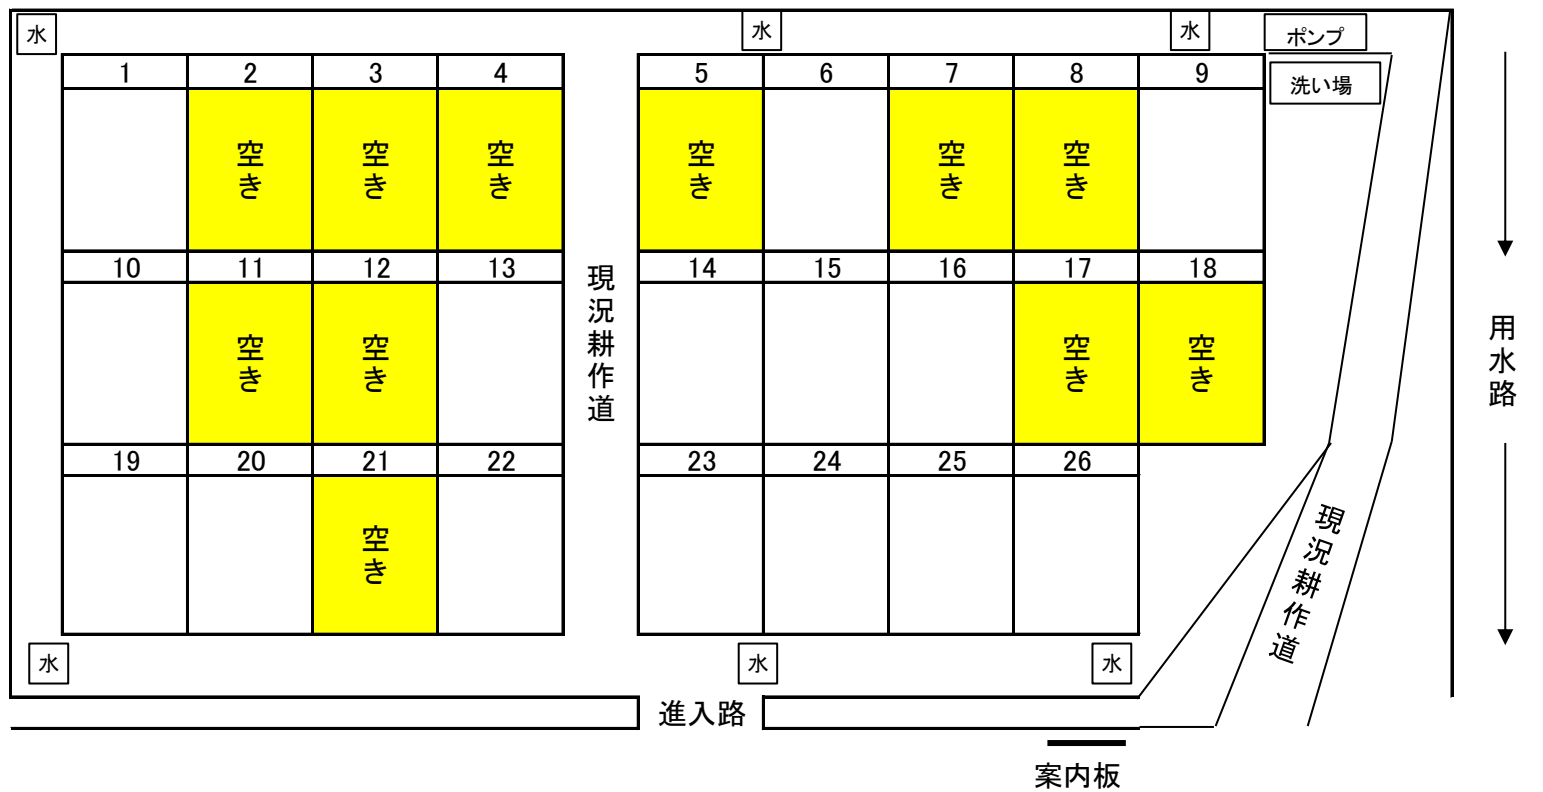 水 水 水 ポンプ
洗い場
1 2 3 4 5 6 7 8 9
空き 空き 空き 空き 空き 空き
10 11 12 13 14 15 16 17 18
空き 空き 空き 空き
現況耕作道
用水路
19 20 21 22 23 24 25 26
空き
現況耕作道
水 水 水
進入路
案内板